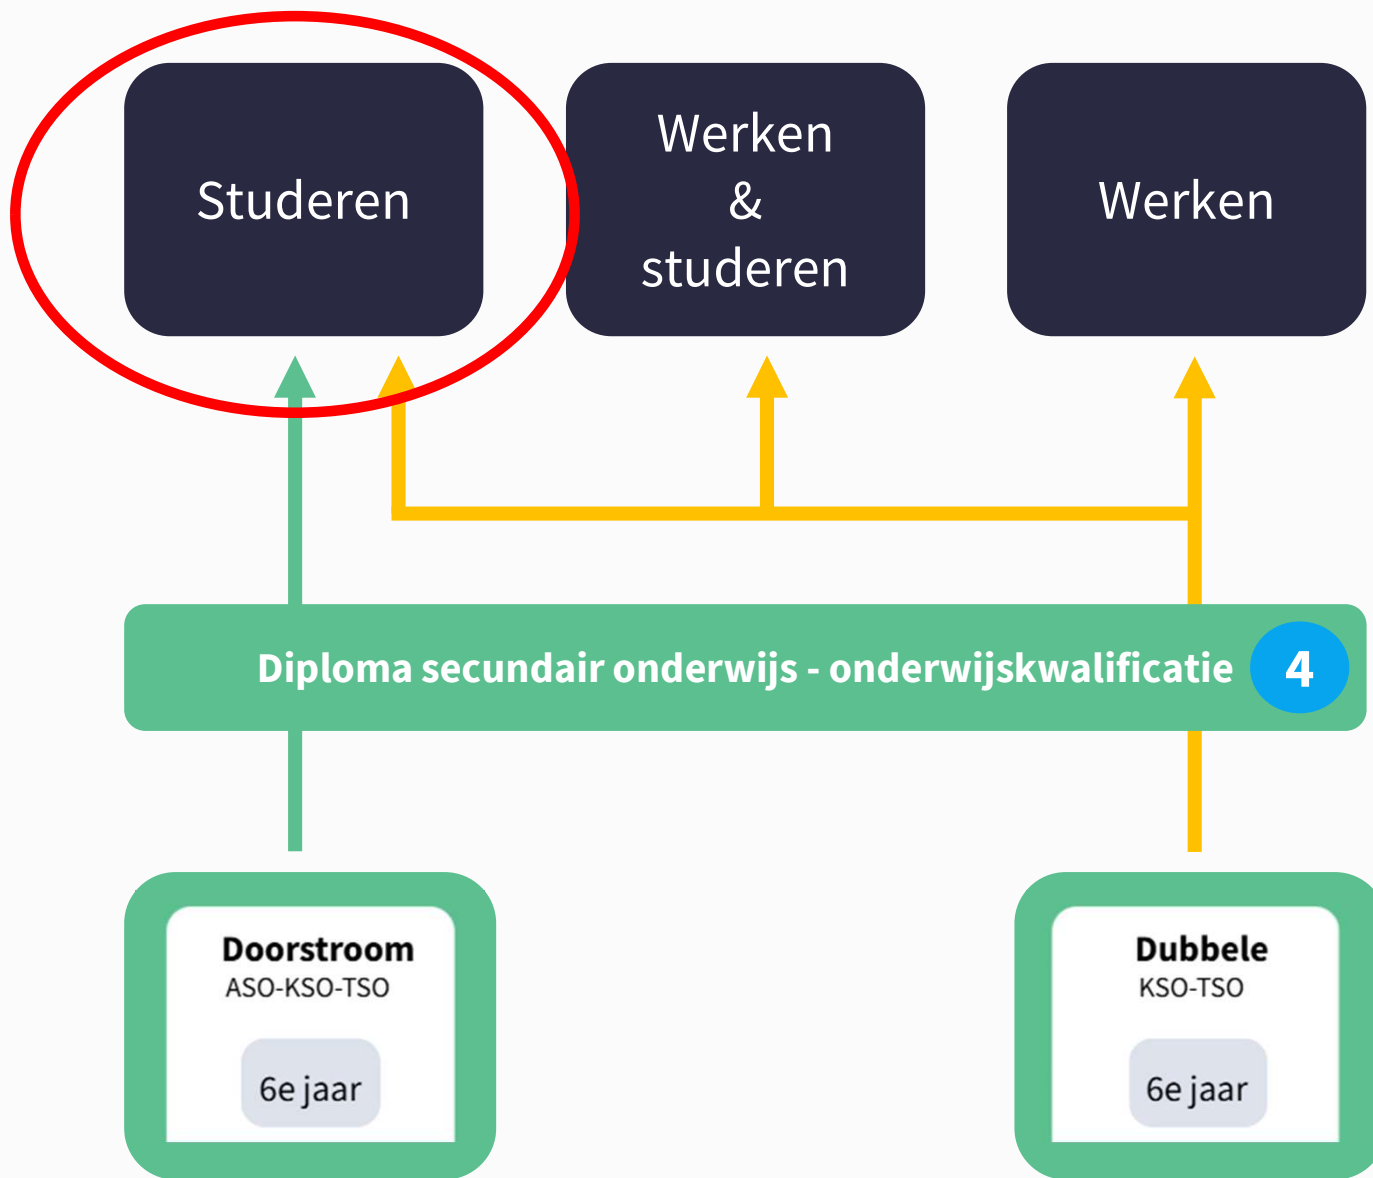 Studeren
Werken
&
studeren
Werken
Diploma secundair onderwijs - onderwijskwalificatie
4
Doorstroom
ASO-KSO-TSO
6e jaar
Dubbele
KSO-TSO
6e jaar